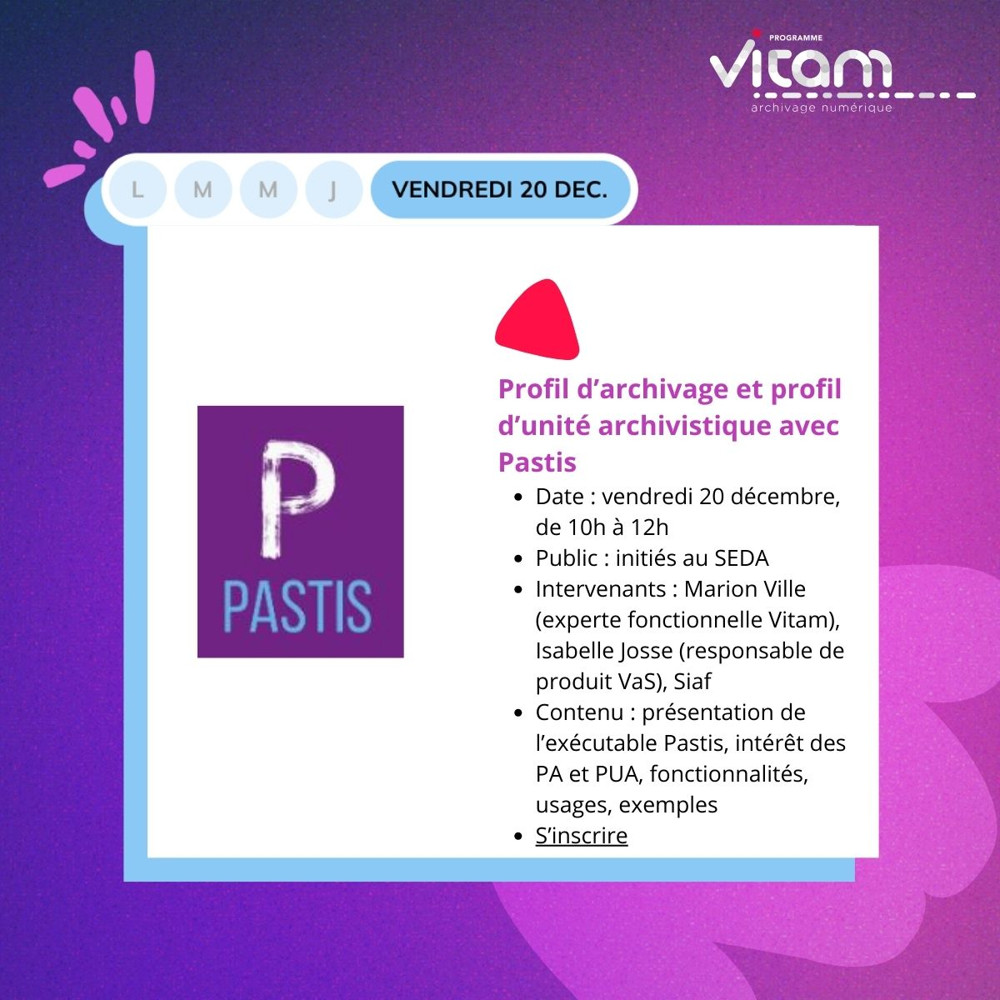 PROGRAMME
vitam
archivage numérique
L M M J VENDREDI 20 DEC.
Profil d’archivage et profil
d’unité archivistique avec
Pastis
• Date : vendredi 20 décembre,
de 10h à 12h
• Public : initiés au SEDA
• Intervenants : Marion Ville
(experte fonctionnelle Vitam),
Isabelle Josse (responsable de
produit VaS), Siaf
• Contenu : présentation de
l’exécutable Pastis, intérêt des
PA et PUA, fonctionnalités,
usages, exemples
• S’inscrire
P
PASTIS